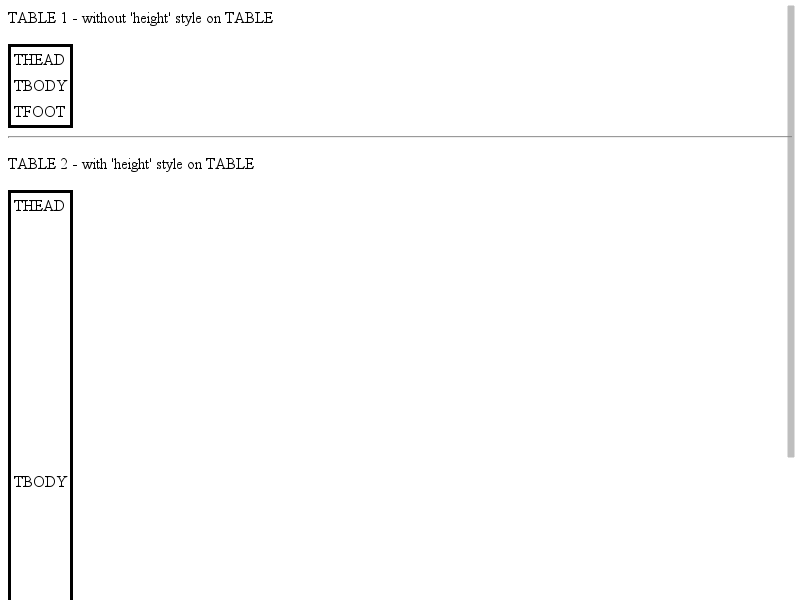 TABLE 1 - without 'height' style on TABLE
THEAD
TBODY
TFOOT
TABLE 2 - with 'height' style on TABLE
THEAD
TBODY